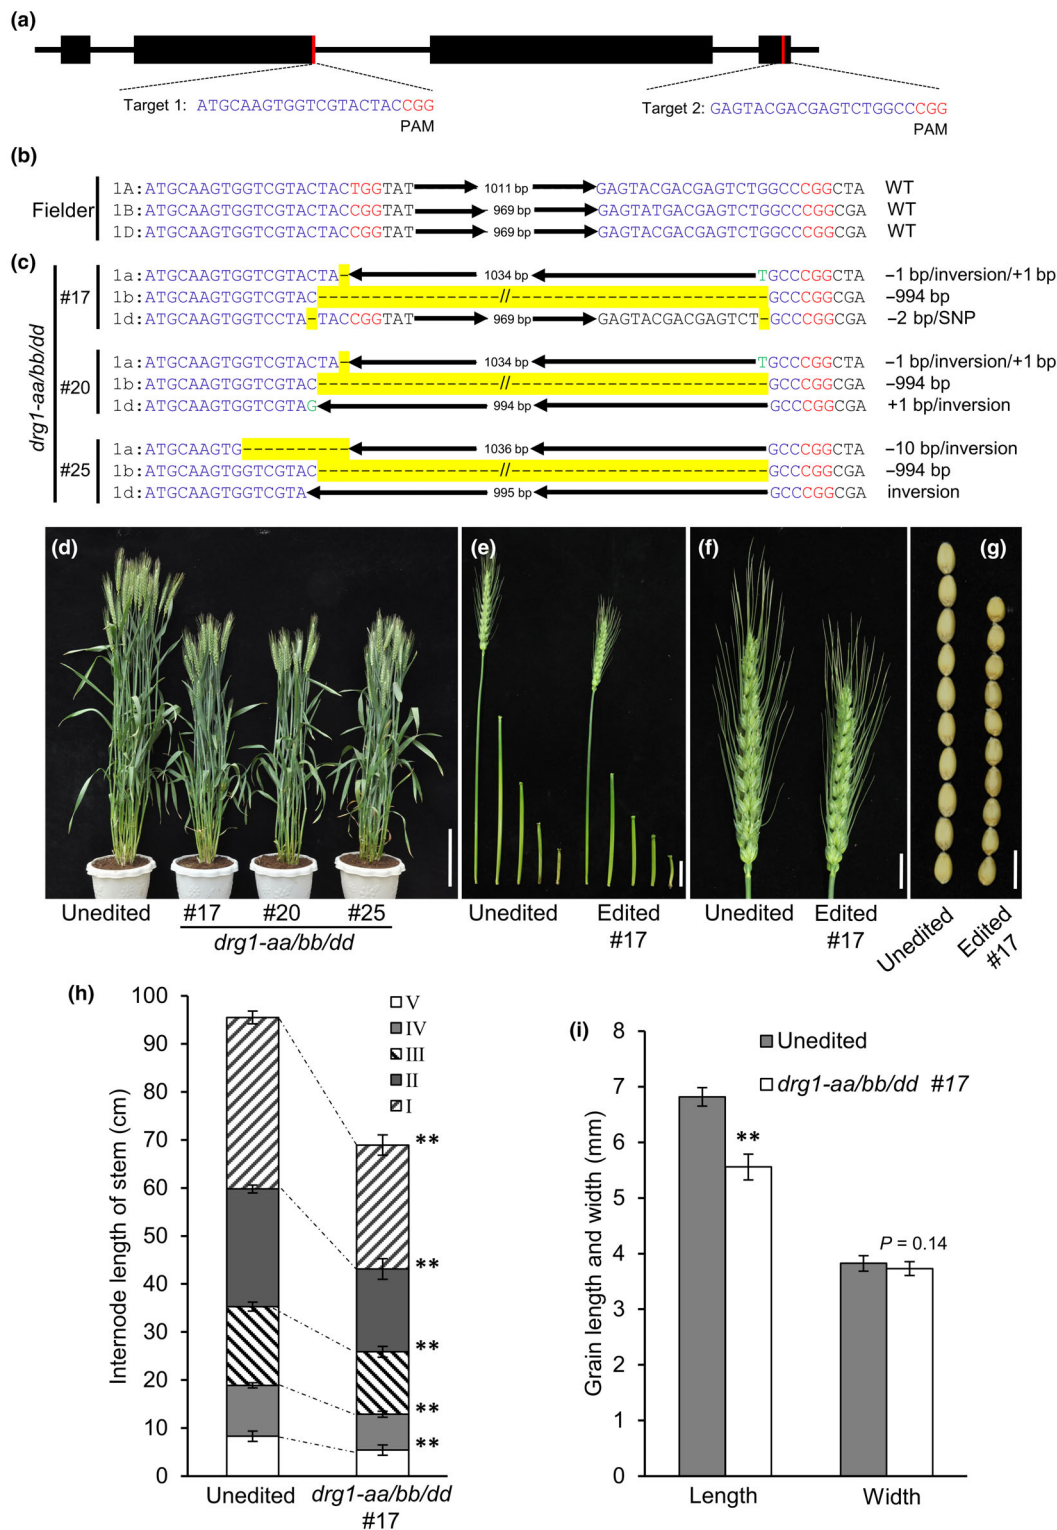 (a)
Target 1: ATGCAAGTGGTCGTACTACCGG
PAM
Target 2: GAGTACGACGAGTCTGGCCCGG
PAM
(b)
Fielder
1A:ATGCAAGTGGTCGTACTACTGGTAT 1011 bp GAGTACGACGAGTCTGGCCCGGCTA WT
1B:ATGCAAGTGGTCGTACTACCGGTAT 969 bp GAGTATGACGAGTCTGGCCCGGCGA WT
1D:ATGCAAGTGGTCGTACTACCGGTAT 969 bp GAGTACGACGAGTCTGGCCCGGCGA WT
(c)
drg1-aa/bb/dd
#17
1a:ATGCAAGTGGTCGTACTA- 1034 bp TGCCCGGCTA −1 bp/inversion/+1 bp
1b:ATGCAAGTGGTCGTAC----------------//------------------------GCCCGGCGA −994 bp
1d:ATGCAAGTGGTCCTA-TACCGGTAT 969 bp GAGTACGACGAGTCT-GCCCGGCGA −2 bp/SNP
#20
1a:ATGCAAGTGGTCGTACTA- 1034 bp TGCCCGGCTA −1 bp/inversion/+1 bp
1b:ATGCAAGTGGTCGTAC----------------//------------------------GCCCGGCGA −994 bp
1d:ATGCAAGTGGTCGTAG 994 bp GCCCGGCGA +1 bp/inversion
#25
1a:ATGCAAGTG---------- 1036 bp GCCCGGCTA −10 bp/inversion
1b:ATGCAAGTGGTCGTAC----------------//------------------------GCCCGGCGA −994 bp
1d:ATGCAAGTGGTCGTA 995 bp GCCCGGCGA inversion
(d)
Unedited
#17 #20 #25
drg1-aa/bb/dd
(e)
Unedited
Edited
#17
(f)
Unedited
Edited
#17
(g)
Unedited
Edited
#17
(h)
Internode length of stem (cm)
100
90
80
70
60
50
40
30
20
10
0
V
IV
III
II
I
**
**
**
**
**
Unedited
drg1-aa/bb/dd
#17
(i)
Grain length and width (mm)
8
7
6
5
4
3
2
1
0
Unedited
drg1-aa/bb/dd #17
**
P = 0.14
Length
Width